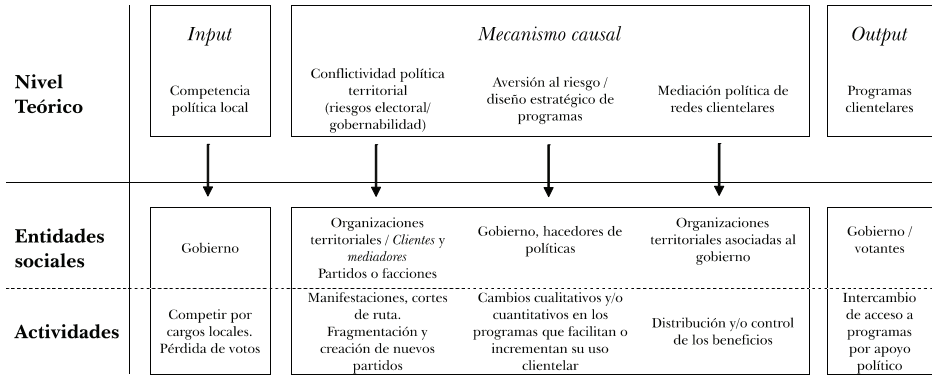 Input
Mecanismo causal
Output
Nivel
Teórico
Competencia
política local
Conflictividad política
territorial
(riesgos electoral/
gobernabilidad)
Aversión al riesgo /
diseño estratégico de
programas
Mediación política de
redes clientelares
Programas
clientelares
Entidades
sociales
Gobierno
Organizaciones
territoriales / Clientes y
mediadores
Partidos o facciones
Gobierno, hacedores de
políticas
Organizaciones
territoriales asociadas al
gobierno
Gobierno /
votantes
Actividades
Competir por
cargos locales.
Pérdida de votos
Manifestaciones, cortes
de ruta.
Fragmentación y
creación de nuevos
partidos
Cambios cualitativos y/o
cuantitativos en los
programas que facilitan o
incrementan su uso
clientelar
Distribución y/o control
de los beneficios
Intercambio
de acceso a
programas
por apoyo
político